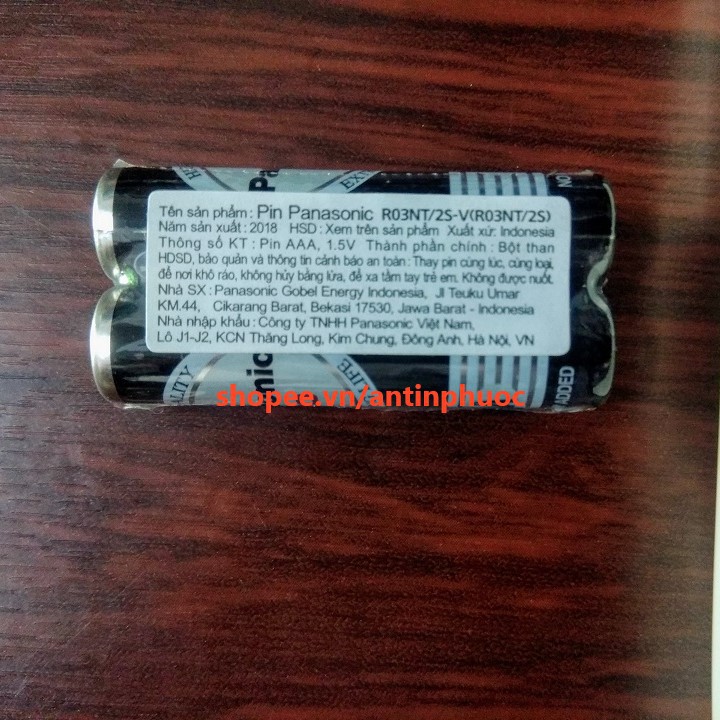 Tên sản phẩm : Pin Panasonic R03NT/2S-V(R03NT/2S)
Năm sản xuất : 2018 HSD : Xem trên sản phẩm Xuất xứ: Indonesia
Thông số KT : Pin AAA, 1.5V Thành phần chính : Bột than
HDSD, bảo quản và thông tin cảnh báo an toàn : Thay pin cùng lúc, cùng loại,
để nơi khô ráo, không hủy bằng lửa, để xa tầm tay trẻ em. Không được nuốt.
Nhà SX : Panasonic Gobel Energy Indonesia, Jl Teuku Umar
KM.44, Cikarang Barat, Bekasi 17530, Jawa Barat - Indonesia
Nhà nhập khẩu : Công ty TNHH Panasonic Việt Nam,
Lô J1-J2, KCN Thăng Long, Kim Chung, Đông Anh, Hà Nội, VN
shopee.vn/antinphuoc
NO
ADDED
LIFE